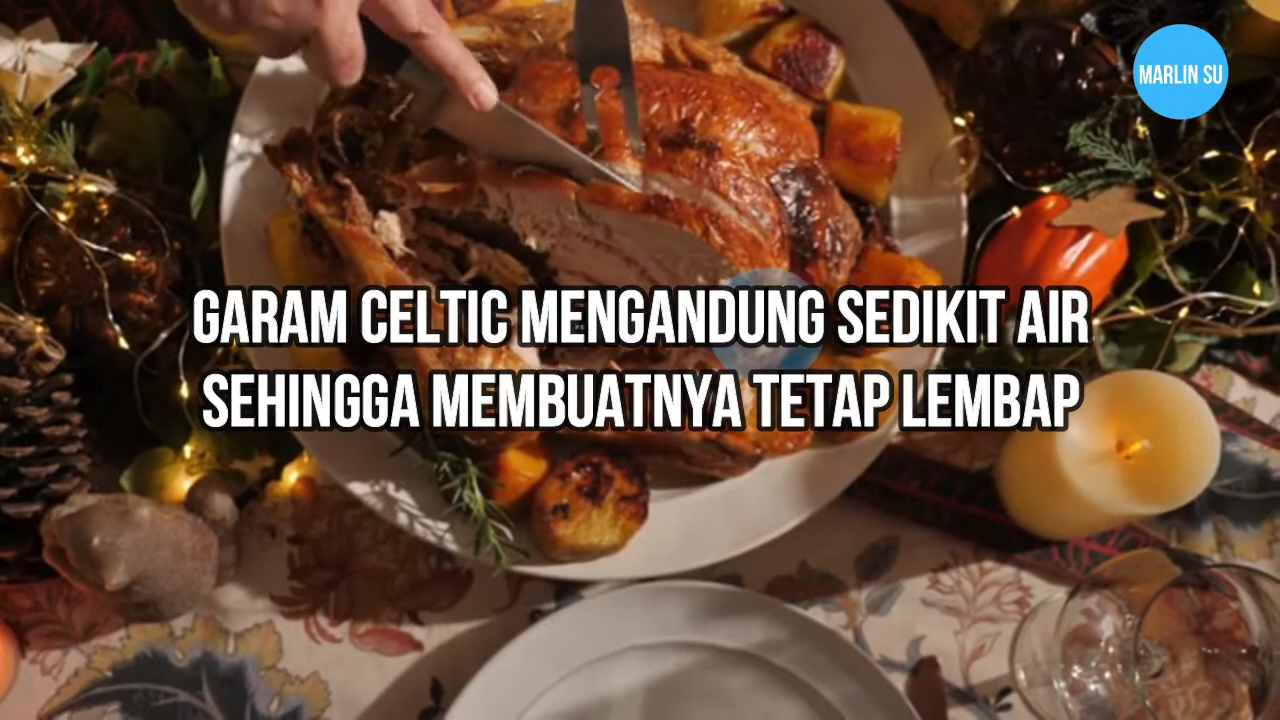 MARLIN SU
GARAM CELTIC MENGANDUNG SEDIKIT AIR
SEHINGGA MEMBUATNYA TETAP LEMBAP